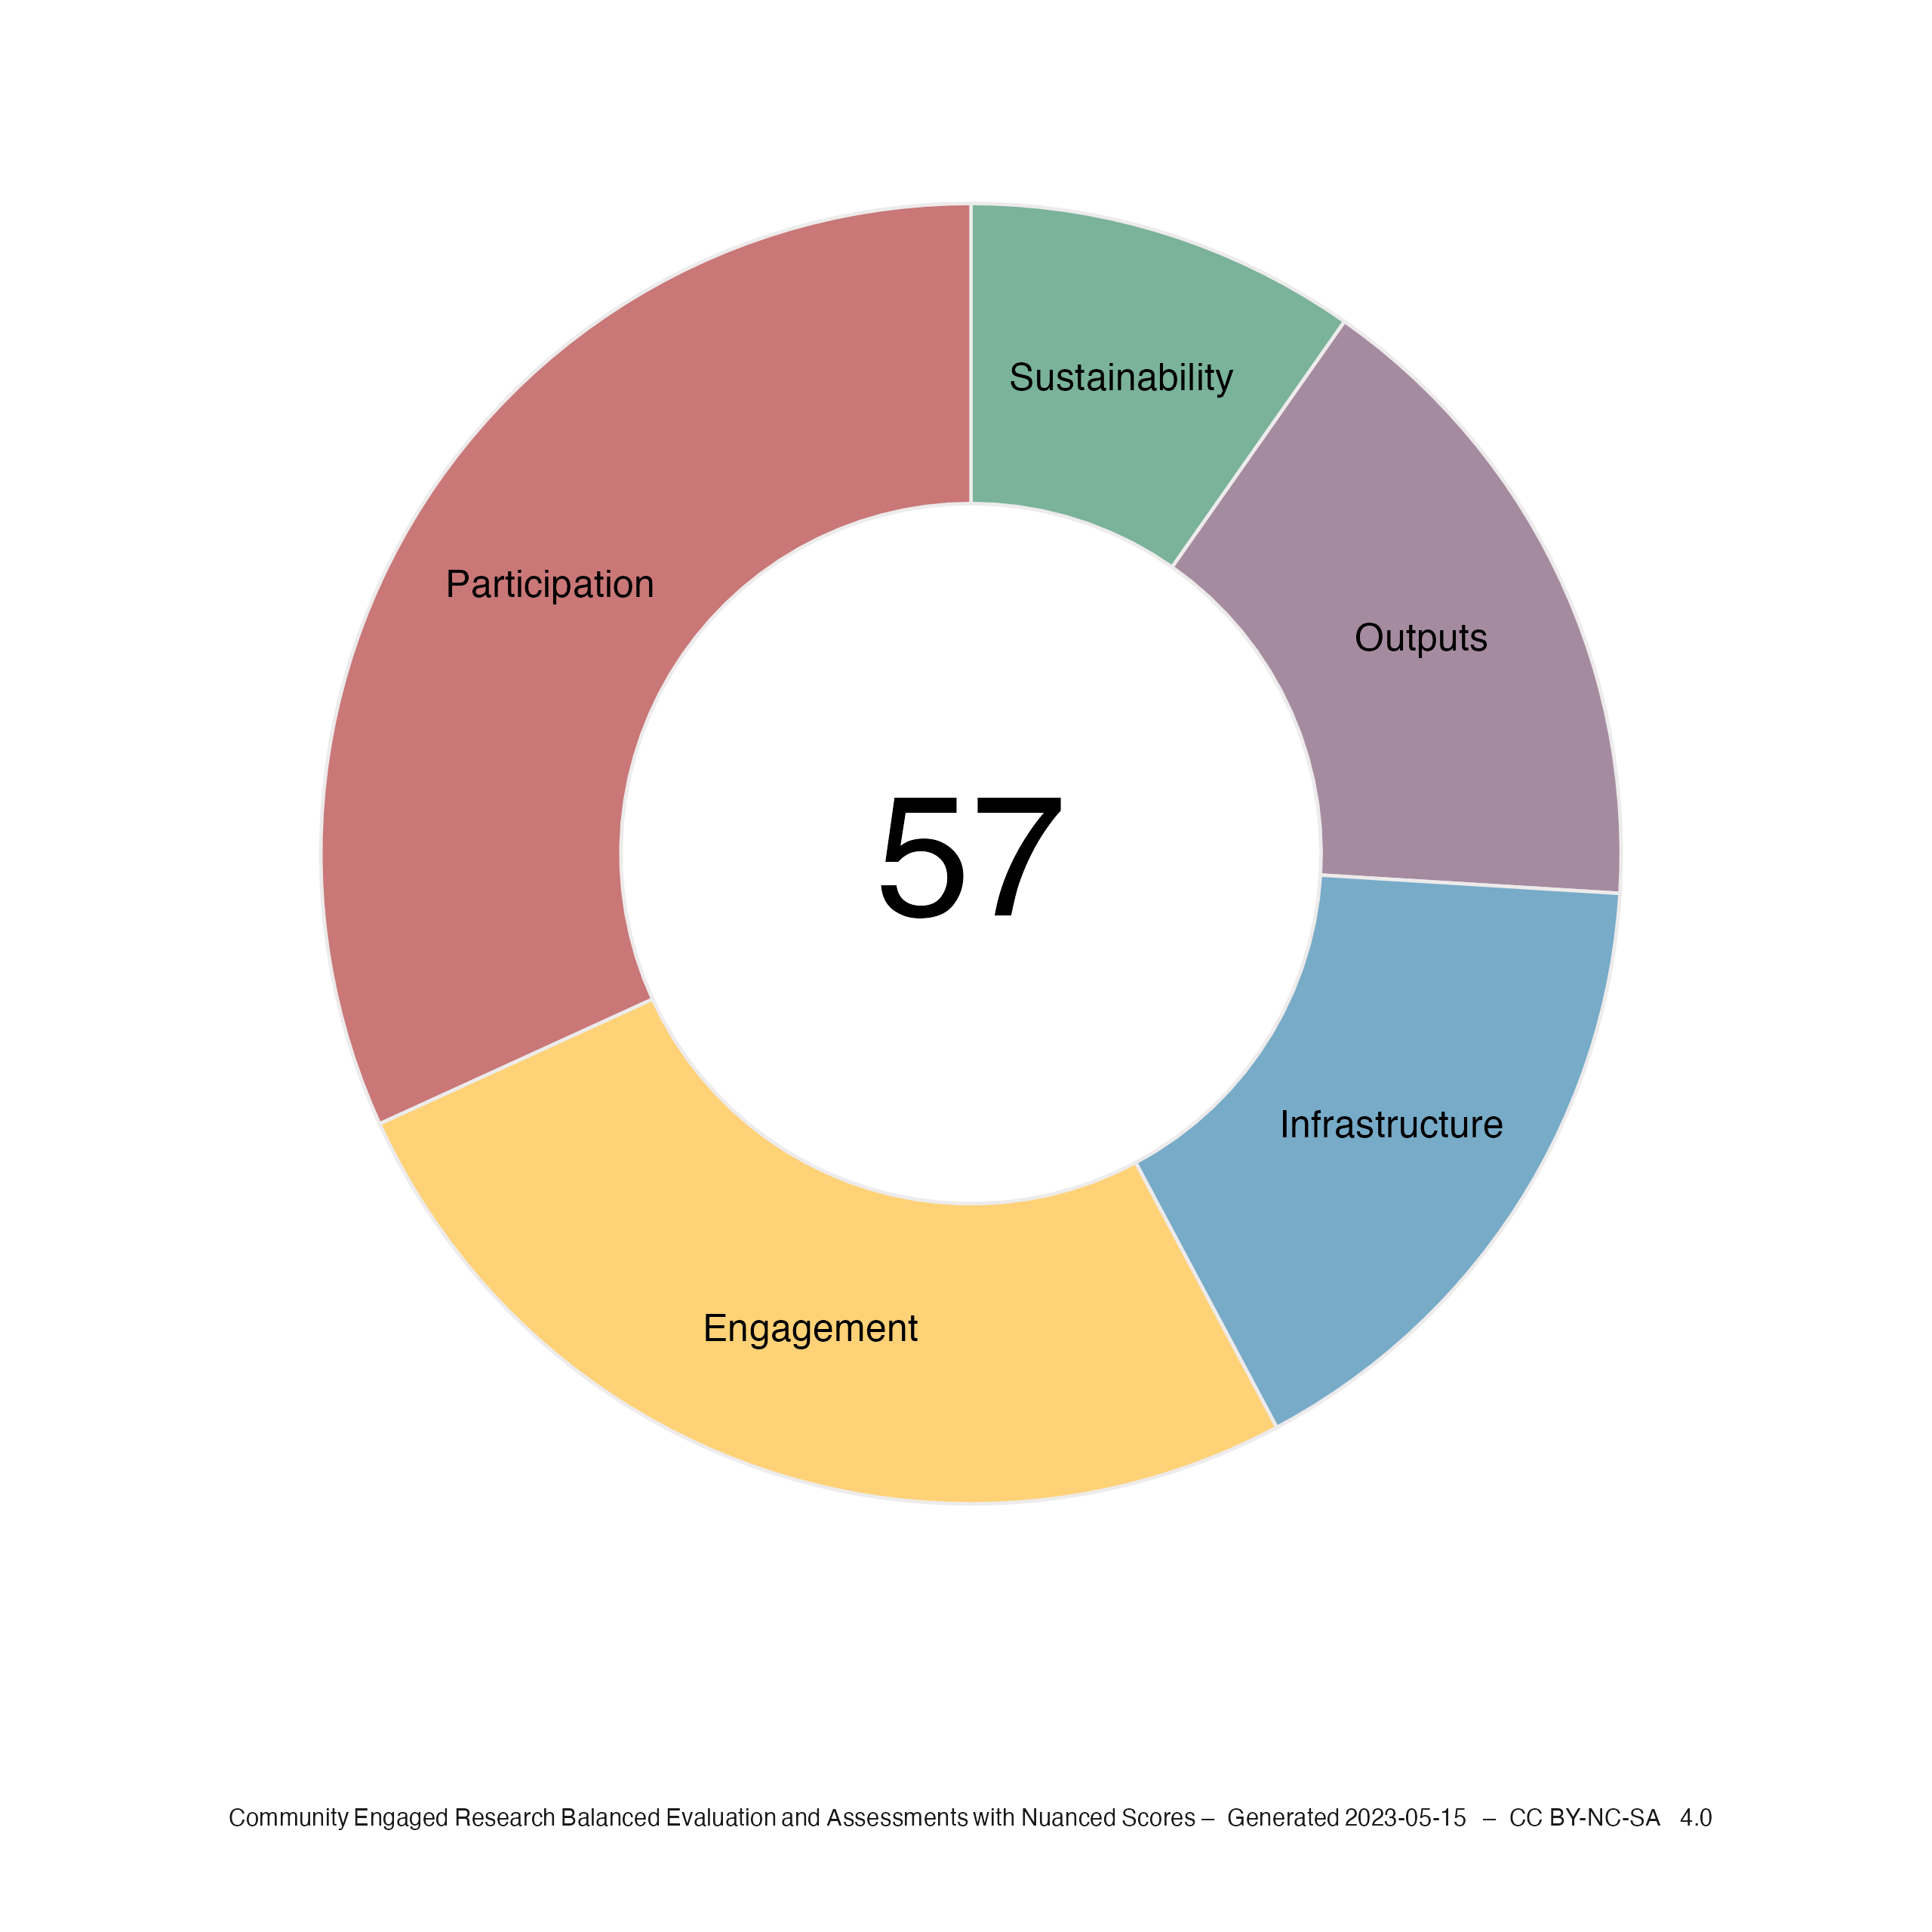 Sustainability
Participation
Outputs
57
Infrastructure
Engagement
Community Engaged Research Balanced Evaluation and Assessments with Nuanced Scores – Generated 2023-05-15 – CC BY-NC-SA 4.0